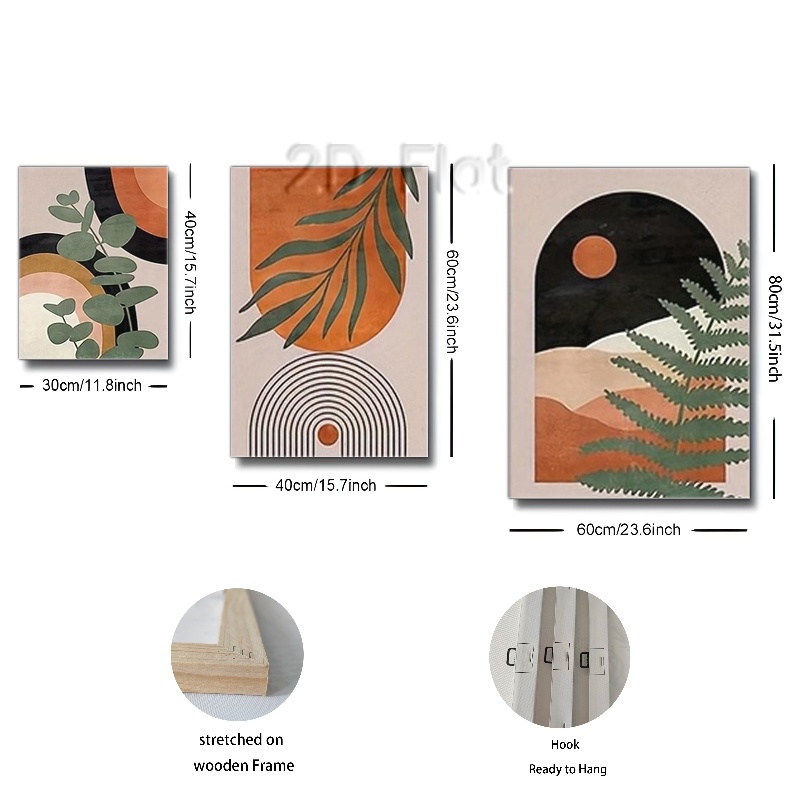 2D Flat
40cm/15.7inch
30cm/11.8inch
60cm/23.6inch
40cm/15.7inch
80cm/31.5inch
60cm/23.6inch
stretched on
wooden Frame
Hook
Ready to Hang